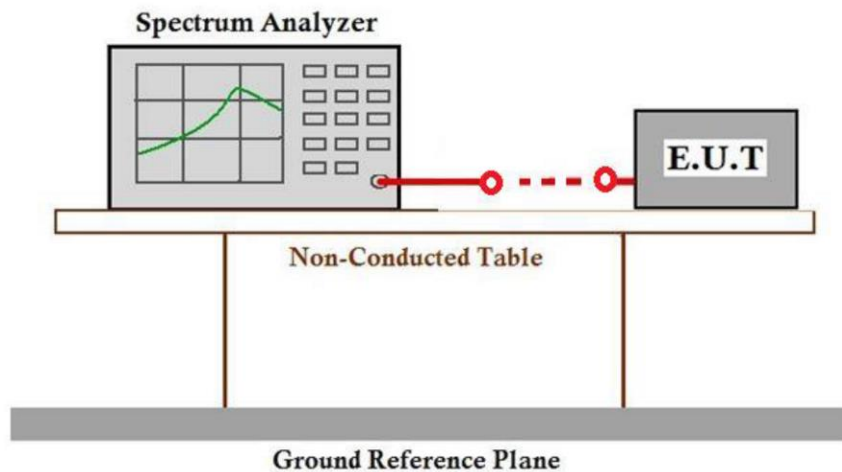 Spectrum Analyzer
E.U.T
Non-Conducted Table
Ground Reference Plane